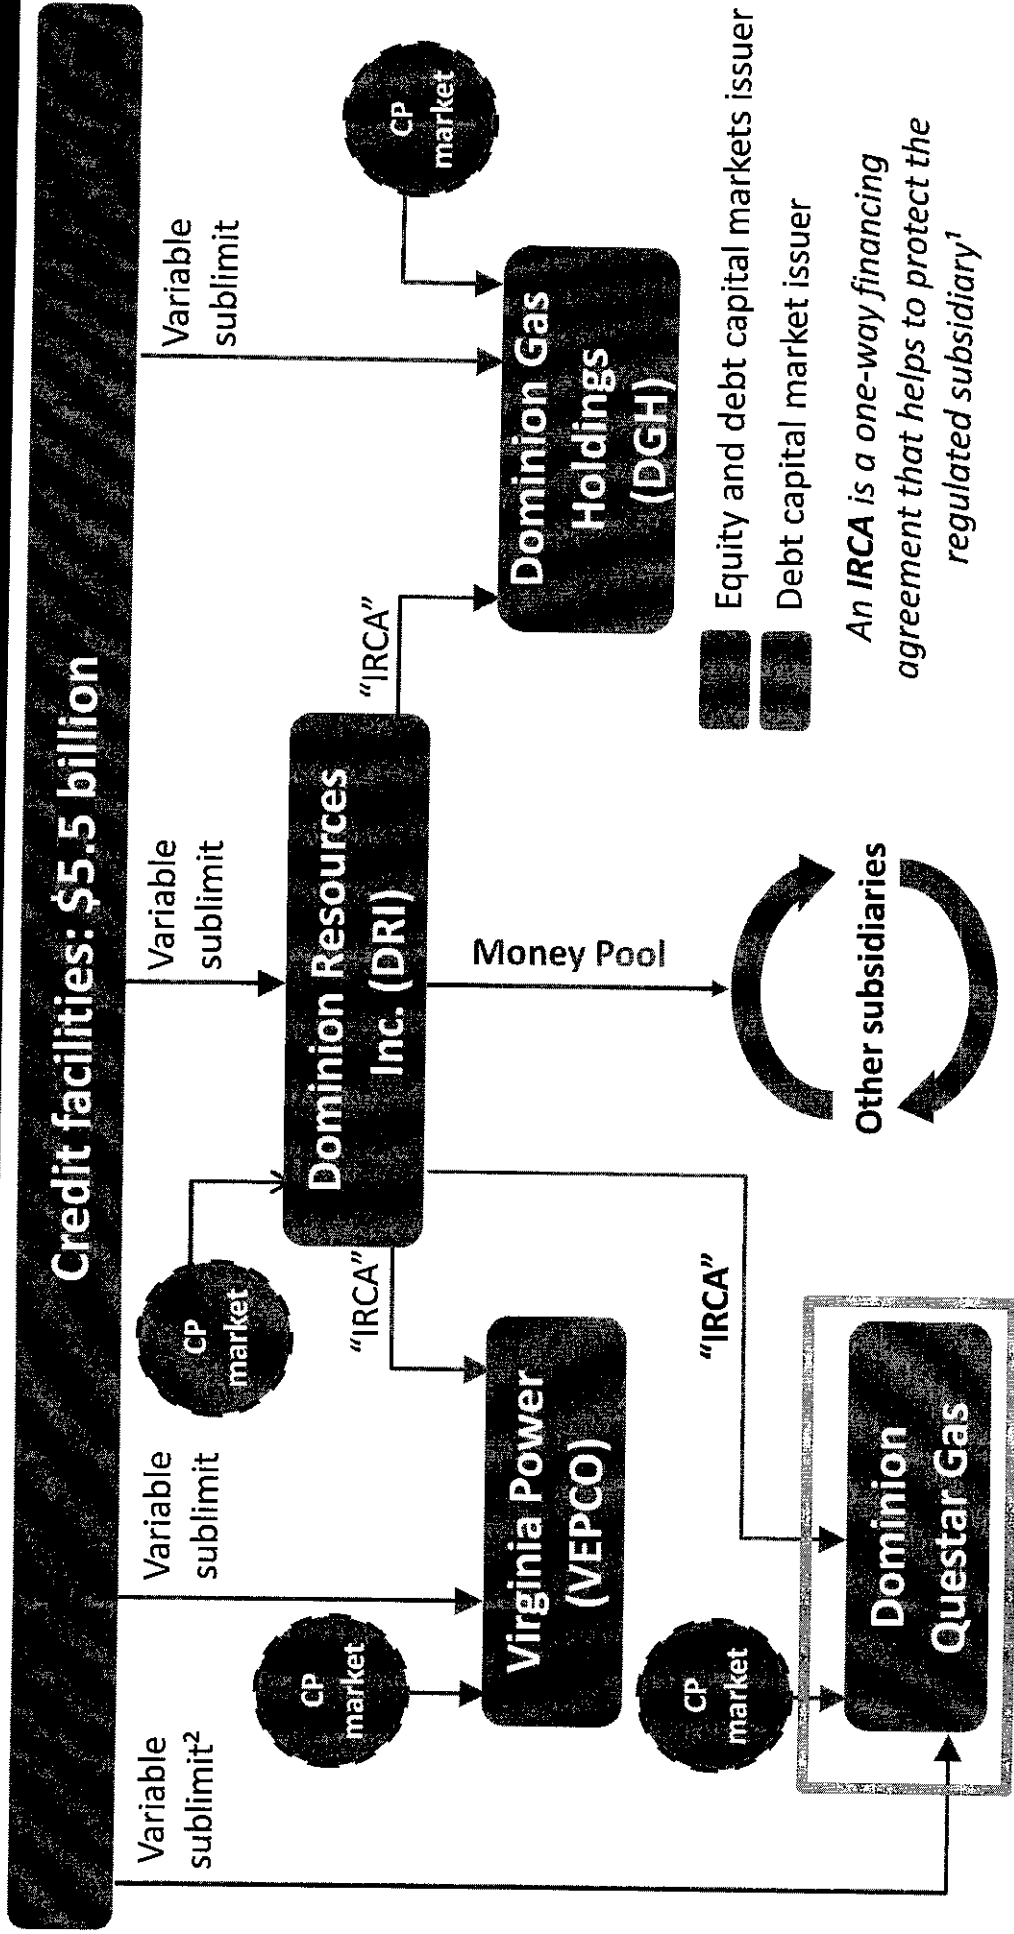 Credit facilities: $5.5 billion
Variable
sublimit²
Variable
sublimit
Variable
sublimit
Variable
sublimit
CP
market
CP
market
CP
market
CP
market
Dominion Resources
Inc. (DRI)
"IRCA"
"IRCA"
"IRCA"
Virginia Power
(VEPCO)
Dominion Gas
Holdings
(DGH)
Money Pool
Other subsidiaries
Dominion
Questar Gas
Equity and debt capital markets issuer
Debt capital market issuer
An IRCA is a one-way financing
agreement that helps to protect the
regulated subsidiary¹